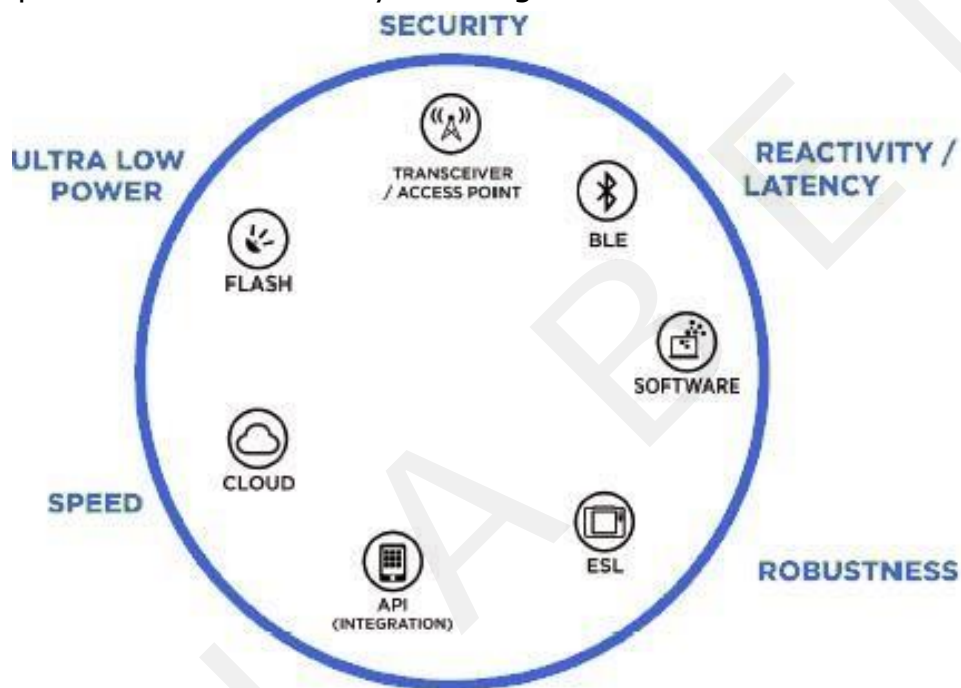 SECURITY
ULTRA LOW
POWER
REACTIVITY /
LATENCY
TRANSCEIVER
/ ACCESS POINT
BLE
FLASH
SOFTWARE
CLOUD
SPEED
ESL
ROBUSTNESS
API
(INTEGRATION)